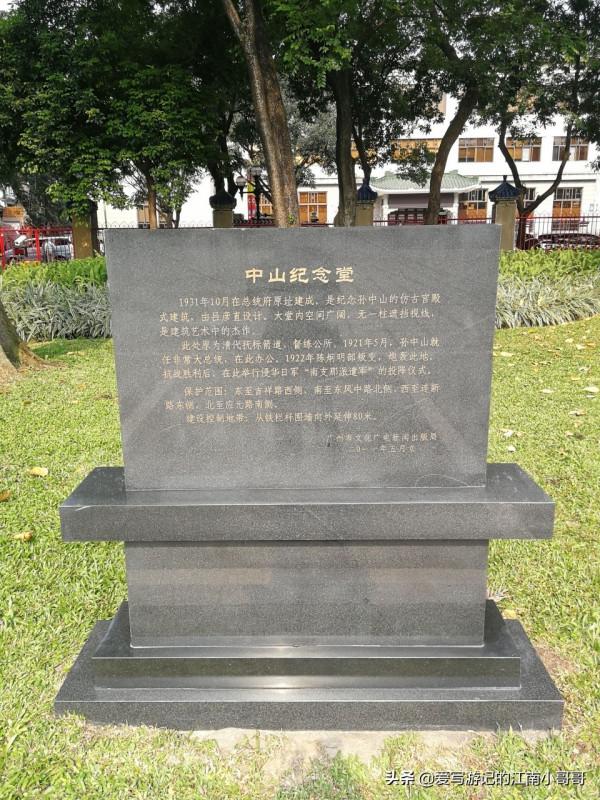 中山纪念堂
1931年10月在总统府原址建成，是纪念孙中山的仿古宫殿
式建筑，由吕彦直设计，大堂内空间广阔，无一柱遮挡视线，
是建筑艺术中的杰作。
此处原为清代抚标箭道、督练公所，1921年5月，孙中山就
任非常大总统，在此办公。1922年陈炯明部叛变，炮轰此地。
抗战胜利后，在此举行侵华日军“南支那派遣军”的投降仪式。
保护范围：东至吉祥路西侧，南至东风中路北侧，西至连新
路东侧，北至应元路南侧。
建设控制地带：从铁栏杆围墙向外延伸80米。
广州市文化广电新闻出版局
二〇一一年五月立
头条 @爱写游记的江南小哥哥